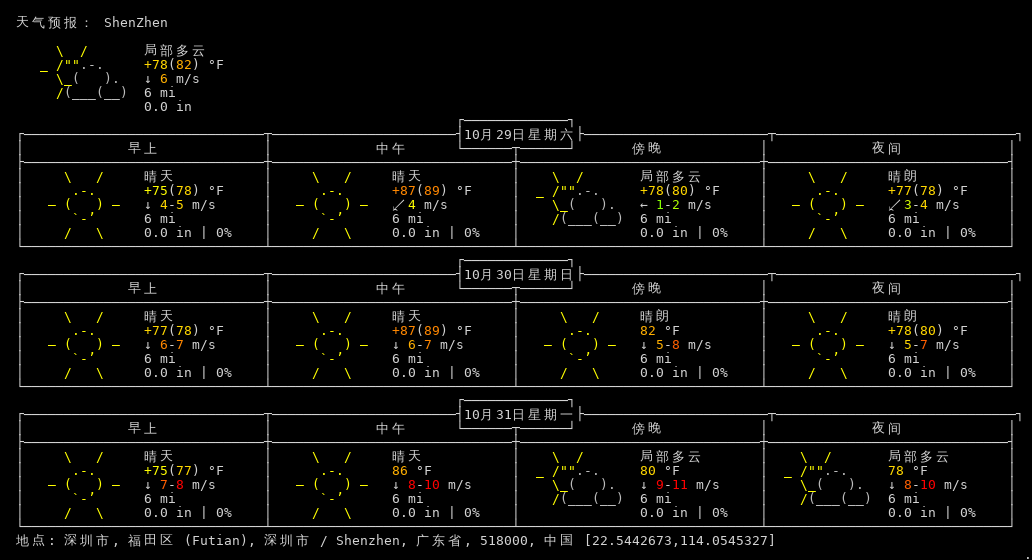 天气预报： ShenZhen
局部多云
+78(82) °F
↓ 6 m/s
6 mi
0.0 in
10月29日星期六
早上 中午 傍晚 夜间
晴天 晴天 局部多云 晴朗
+75(78) °F +87(89) °F +78(80) °F +77(78) °F
↓ 4-5 m/s ↙ 4 m/s ← 1-2 m/s ↙ 3-4 m/s
6 mi 6 mi 6 mi 6 mi
0.0 in | 0% 0.0 in | 0% 0.0 in | 0% 0.0 in | 0%
10月30日星期日
早上 中午 傍晚 夜间
晴天 晴天 晴朗 晴朗
+77(78) °F +87(89) °F 82 °F +78(80) °F
↓ 6-7 m/s ↓ 6-7 m/s ↓ 5-8 m/s ↓ 5-7 m/s
6 mi 6 mi 6 mi 6 mi
0.0 in | 0% 0.0 in | 0% 0.0 in | 0% 0.0 in | 0%
10月31日星期一
早上 中午 傍晚 夜间
晴天 晴天 局部多云 局部多云
+75(77) °F 86 °F 80 °F 78 °F
↓ 7-8 m/s ↓ 8-10 m/s ↓ 9-11 m/s ↓ 8-10 m/s
6 mi 6 mi 6 mi 6 mi
0.0 in | 0% 0.0 in | 0% 0.0 in | 0% 0.0 in | 0%
地点: 深圳市, 福田区 (Futian), 深圳市 / Shenzhen, 广东省, 518000, 中国 [22.5442673,114.0545327]